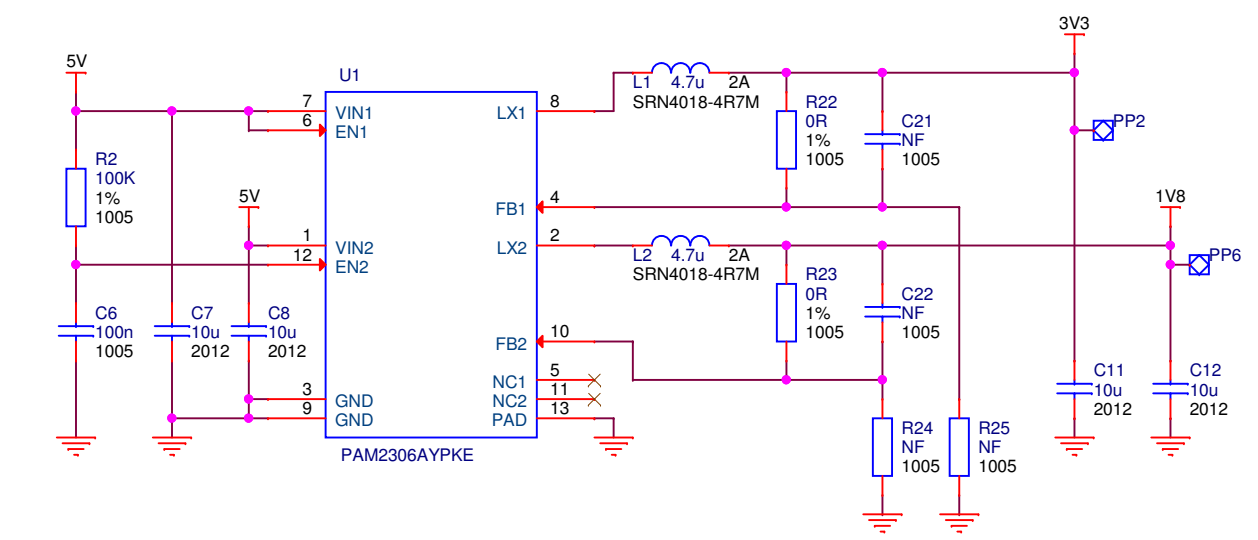 3V3
5V
U1
7
VIN1
LX1
8
L1
4.7u
2A
SRN4018-4R7M
6
EN1
R22
0R
1%
1005
C21
NF
1005
PP2
R2
100K
1%
1005
5V
FB1
4
1V8
1
VIN2
LX2
2
12
EN2
L2
4.7u
2A
SRN4018-4R7M
PP6
R23
0R
1%
1005
C22
NF
1005
C6
100n
1005
C7
10u
2012
C8
10u
2012
FB2
10
NC1
5
NC2
11
PAD
13
3
GND
9
GND
C11
10u
2012
C12
10u
2012
R24
NF
1005
R25
NF
1005
PAM2306AYPKE